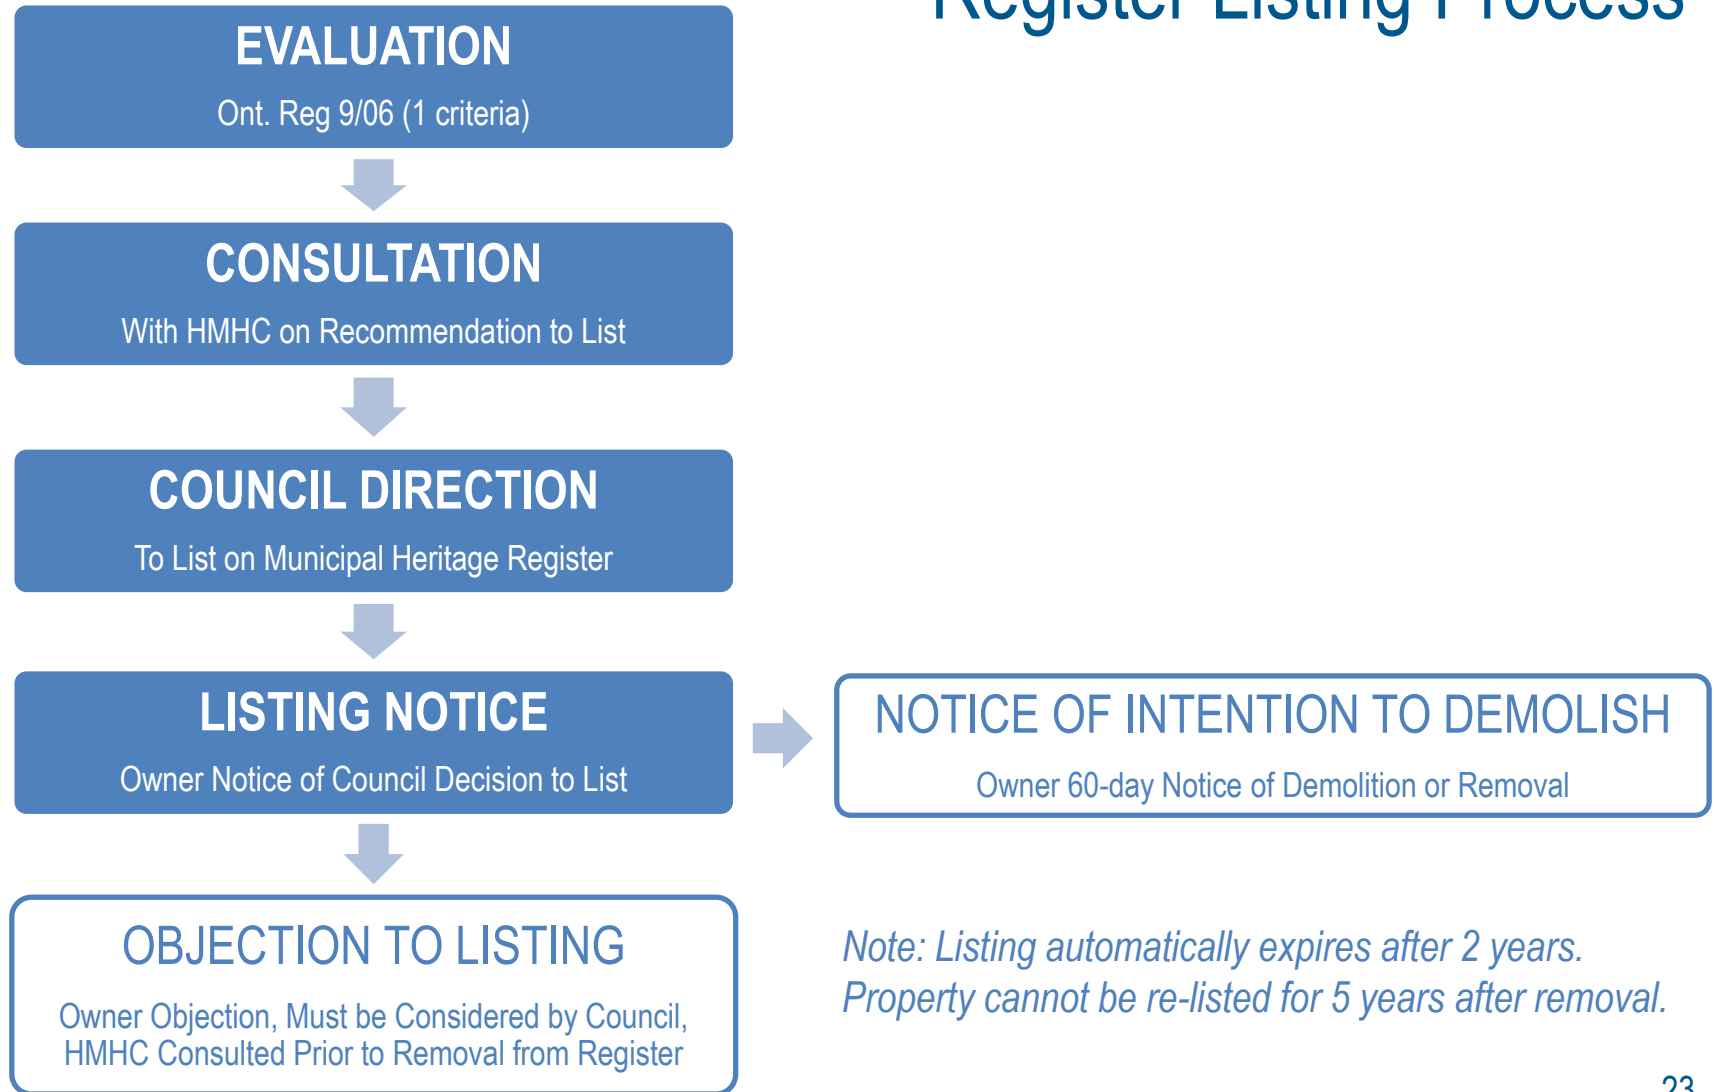 Register Listing Process
EVALUATION
Ont. Reg 9/06 (1 criteria)
CONSULTATION
With HMHC on Recommendation to List
COUNCIL DIRECTION
To List on Municipal Heritage Register
LISTING NOTICE
Owner Notice of Council Decision to List
NOTICE OF INTENTION TO DEMOLISH
Owner 60-day Notice of Demolition or Removal
OBJECTION TO LISTING
Owner Objection, Must be Considered by Council,
HMHC Consulted Prior to Removal from Register
Note: Listing automatically expires after 2 years.
Property cannot be re-listed for 5 years after removal.
23